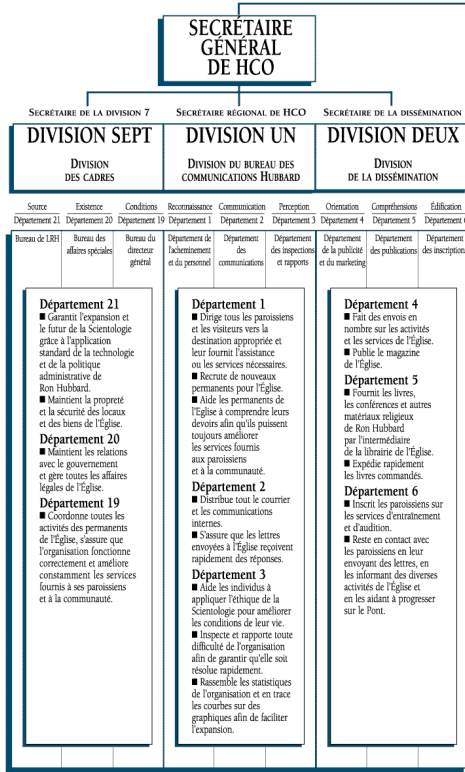 SECRÉTAIRE
GÉNÉRAL
DE HCO
SECRÉTAIRE DE LA DIVISION 7
DIVISION SEPT
DIVISION
DES CADRES
SECRÉTAIRE RÉGIONAL DE HCO
DIVISION UN
DIVISION DU BUREAU DES
COMMUNICATIONS HUBBARD
SECRÉTAIRE DE LA DISSÉMINATION
DIVISION DEUX
DIVISION
DE LA DISSÉMINATION
Source
Département 21
Bureau de LRH
Existence
Département 20
Bureau des
affaires spéciales
Conditions
Département 19
Bureau du
directeur
général
Reconnaissance
Département 1
Département de
l'acheminement
et du personnel
Communication
Département 2
Département
des
communications
Perception
Département 3
Département
des inspections
et rapports
Orientation
Département 4
Département
de la publicité
et du marketing
Compréhensions
Département 5
Département
des publications
Édification
Département 6
Département
des inscription
Département 21
■ Garantit l'expansion et
le futur de la Scientologie
grâce à l'application
standard de la technologie
et de la politique
administrative de
Ron Hubbard.
■ Maintient la propreté
et la sécurité des locaux
et des biens de l'Église.
Département 20
■ Maintient les relations
avec le gouvernement
et gère toutes les affaires
légales de l'Église.
Département 19
■ Coordonne toutes les
activités des permanents
de l'Église, s'assure que
l'organisation fonctionne
correctement et améliore
constamment les services
fournis à ses paroissiens
et à la communauté.
Département 1
■ Dirige tous les paroissiens
et les visiteurs vers la
destination appropriée et
leur fournit l'assistance
ou les services nécessaires.
■ Recrute de nouveaux
permanents pour l'Église.
■ Aide les permanents de
l'Eglise à comprendre leurs
devoirs afin qu'ils puissent
toujours améliorer
les services fournis
aux paroissiens
et à la communauté.
Département 2
■ Distribue tout le courrier
et les communications
internes.
■ S'assure que les lettres
envoyées à l'Église reçoivent
rapidement des réponses.
Département 3
■ Aide les individus à
appliquer l'éthique de la
Scientologie pour améliorer
les conditions de leur vie.
■ Inspecte et rapporte toute
difficulté de l'organisation
afin de garantir qu'elle soit
résolue rapidement.
■ Rassemble les statistiques
de l'organisation et en trace
les courbes sur des
graphiques afin de faciliter
l'expansion.
Département 4
■ Fait des envois en
nombre sur les activités
et les services de l'Église.
■ Publie le magazine
de l'Église.
Département 5
■ Fournit les livres,
les conférences et autres
matériaux religieux
de Ron Hubbard
par l'intermédiaire
de la librairie de l'Église.
■ Expédie rapidement
les livres commandés.
Département 6
■ Inscrit les paroissiens sur
les services d'entraînement
et d'audition.
■ Reste en contact avec
les paroissiens en leur
envoyant des lettres, en
les informant des diverses
activités de l'Église et
en les aidant à progresser
sur le Pont.